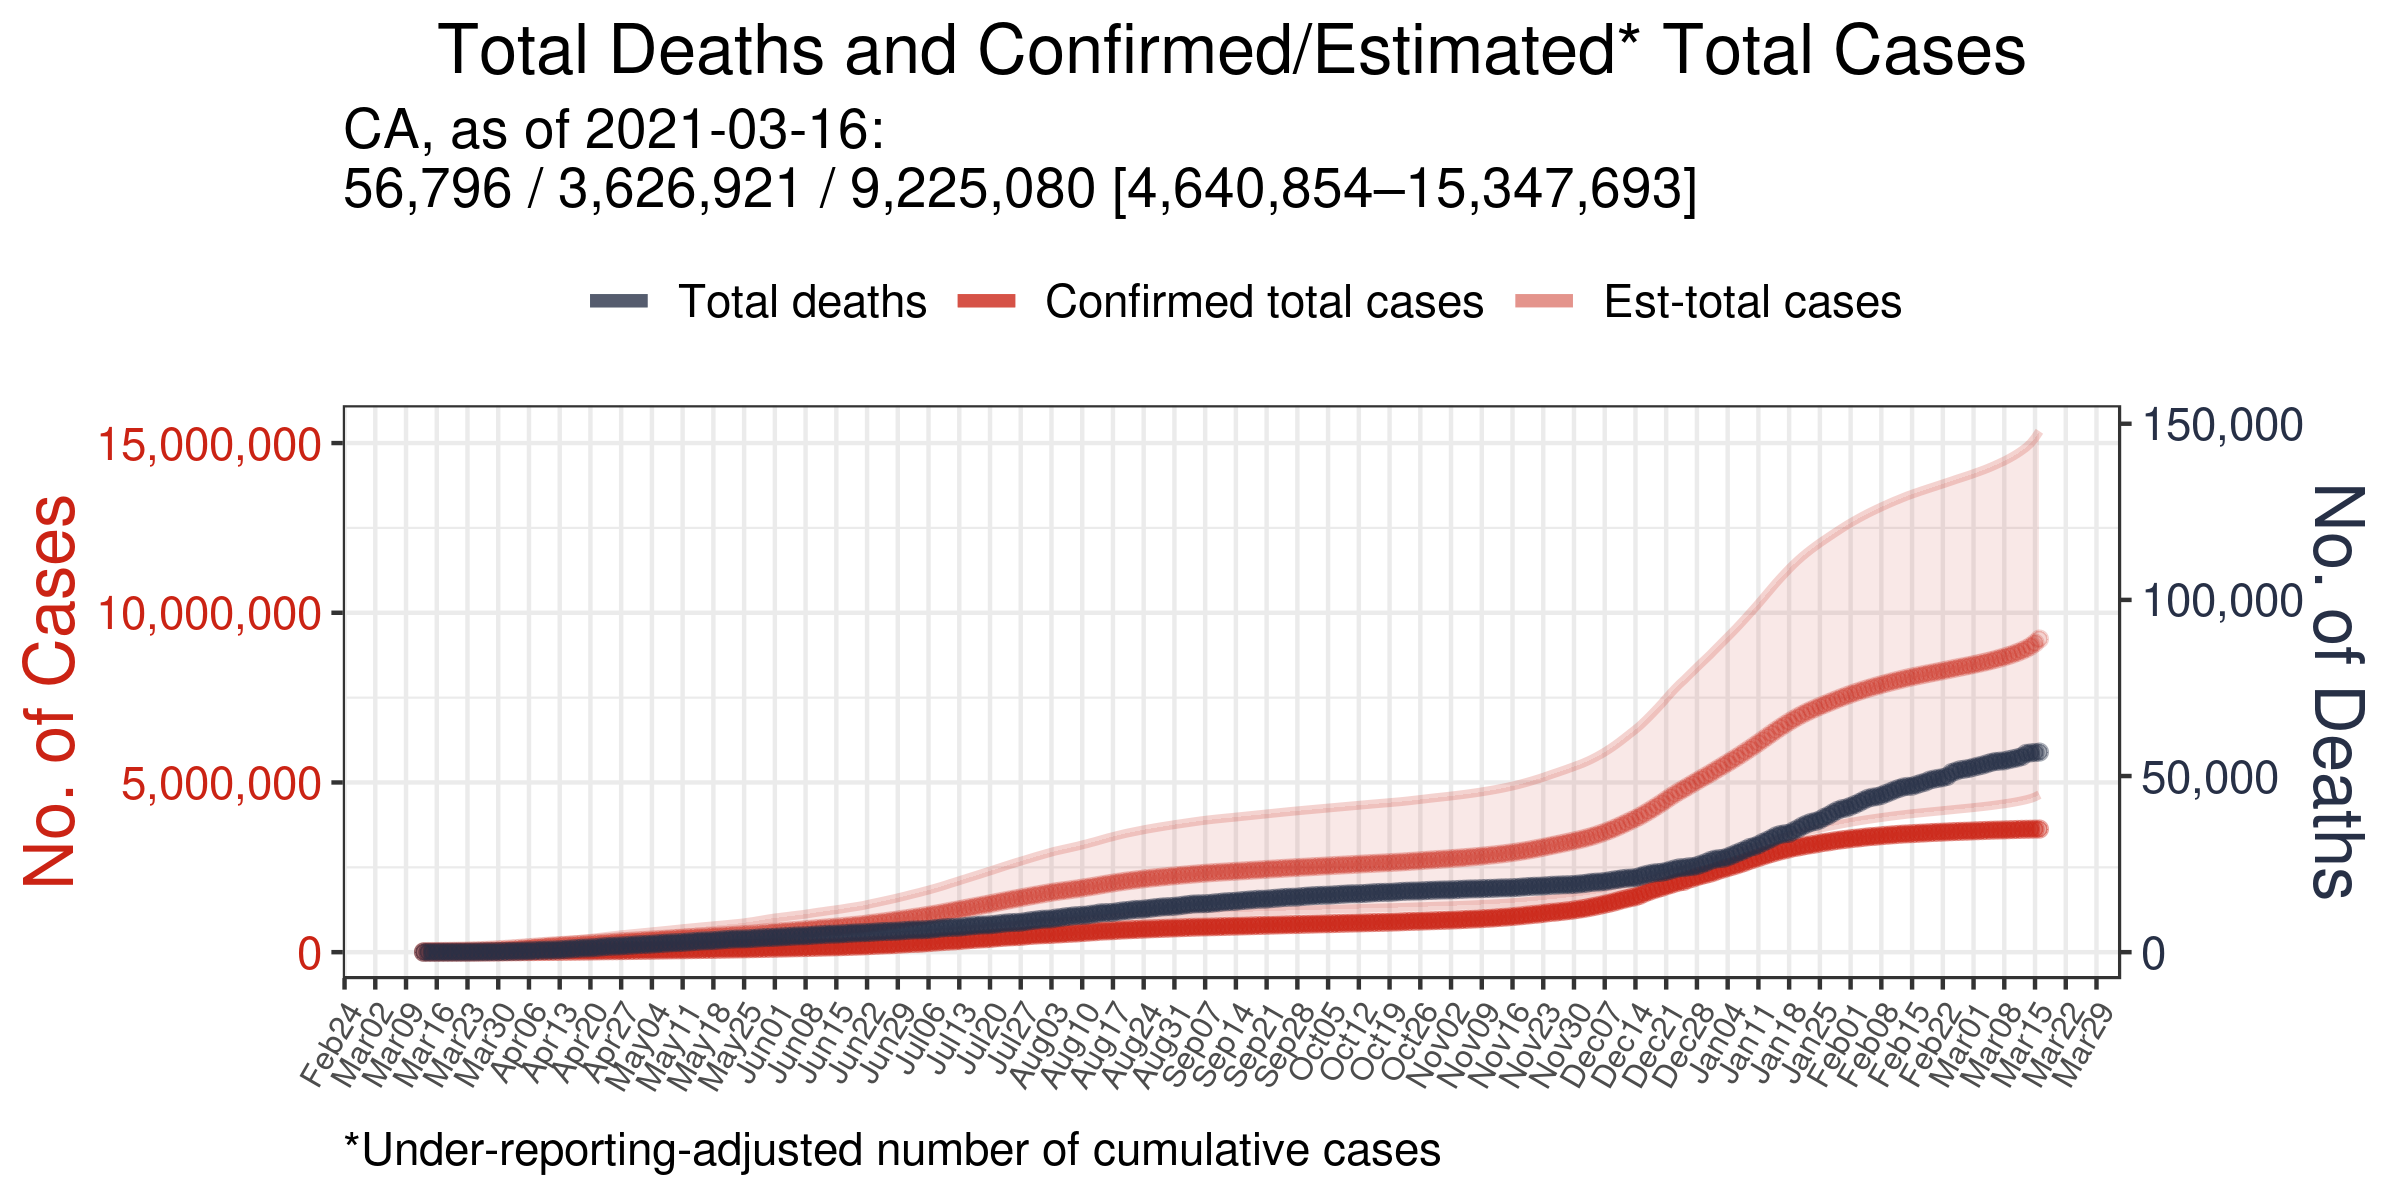 Total Deaths and Confirmed/Estimated* Total Cases
CA, as of 2021-03-16:
56,796 / 3,626,921 / 9,225,080 [4,640,854–15,347,693]
Total deaths
Confirmed total cases
Est-total cases
No. of Cases
15,000,000
10,000,000
5,000,000
0
150,000
100,000
50,000
0
No. of Deaths
Feb24
Mar02
Mar09
Mar16
Mar23
Mar30
Apr06
Apr13
Apr20
Apr27
May04
May11
May18
May25
Jun01
Jun08
Jun15
Jun22
Jun29
Jul06
Jul13
Jul20
Jul27
Aug03
Aug10
Aug17
Aug24
Aug31
Sep07
Sep14
Sep21
Sep28
Oct05
Oct12
Oct19
Oct26
Nov02
Nov09
Nov16
Nov23
Nov30
Dec07
Dec14
Dec21
Dec28
Jan04
Jan11
Jan18
Jan25
Feb01
Feb08
Feb15
Feb22
Mar01
Mar08
Mar15
Mar22
Mar29
*Under-reporting-adjusted number of cumulative cases